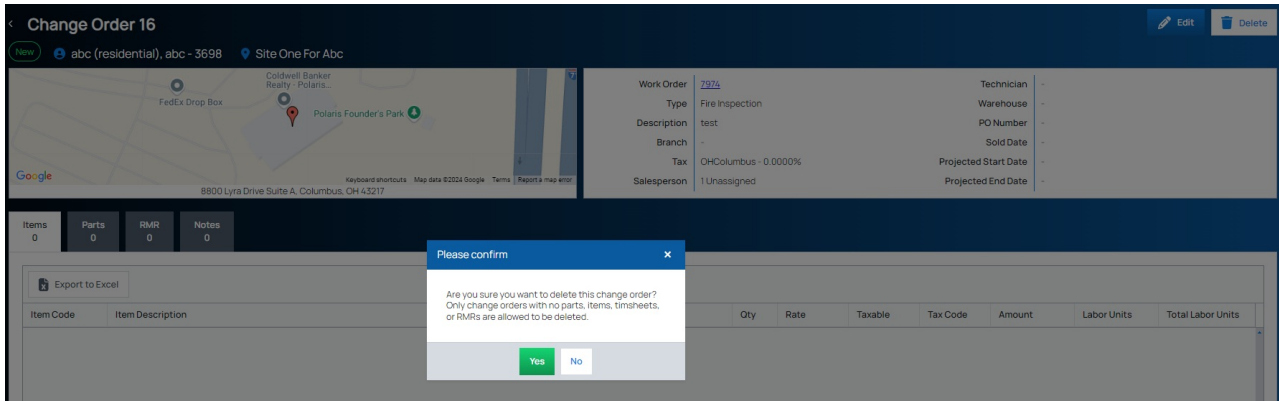 Change Order 16
Edit
Delete
New
abc (residential), abc - 3698
Site One For Abc
Coldwell Banker
Realty - Polaris...
FedEx Drop Box
Polaris Founder's Park
Google
Keyboard shortcuts Map data ©2024 Google Terms Report a map error
8800 Lyra Drive Suite A, Columbus, OH 43217
Work Order 7974
Type Fire Inspection
Description test
Branch -
Tax OHColumbus - 0.0000%
Salesperson 1 Unassigned
Technician -
Warehouse -
PO Number -
Sold Date -
Projected Start Date -
Projected End Date -
Items
0
Parts
0
RMR
0
Notes
0
Please confirm
Are you sure you want to delete this change order?
Only change orders with no parts, items, timsheets,
or RMRs are allowed to be deleted.
Yes No
Export to Excel
Item Code Item Description Qty Rate Taxable Tax Code Amount Labor Units Total Labor Units